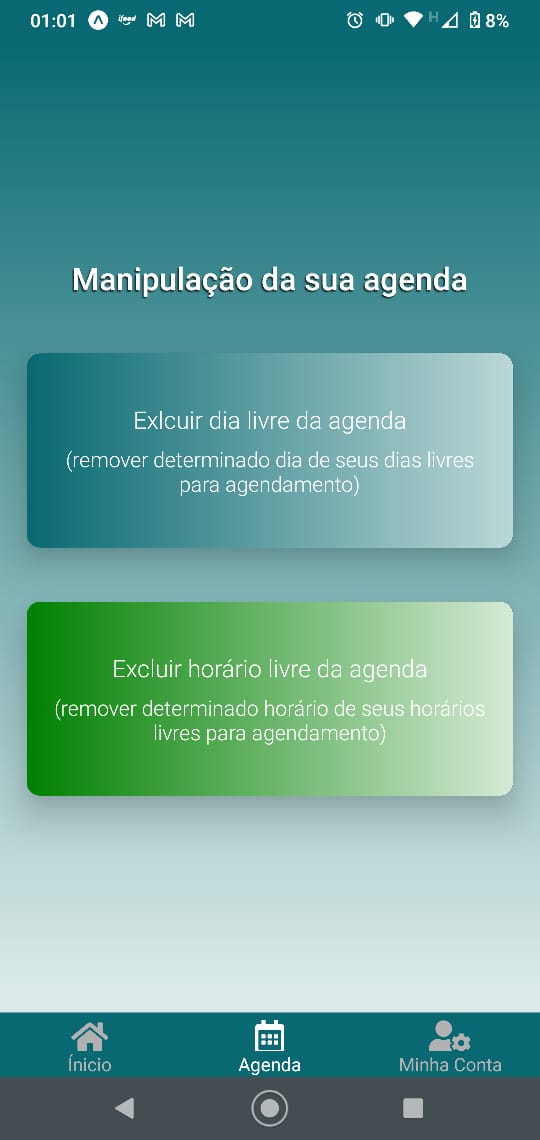 01:01 ifood H 8%
Manipulação da sua agenda
Exlcuir dia livre da agenda
(remover determinado dia de seus dias livres
para agendamento)
Excluir horário livre da agenda
(remover determinado horário de seus horários
livres para agendamento)
Ínicio Agenda Minha Conta